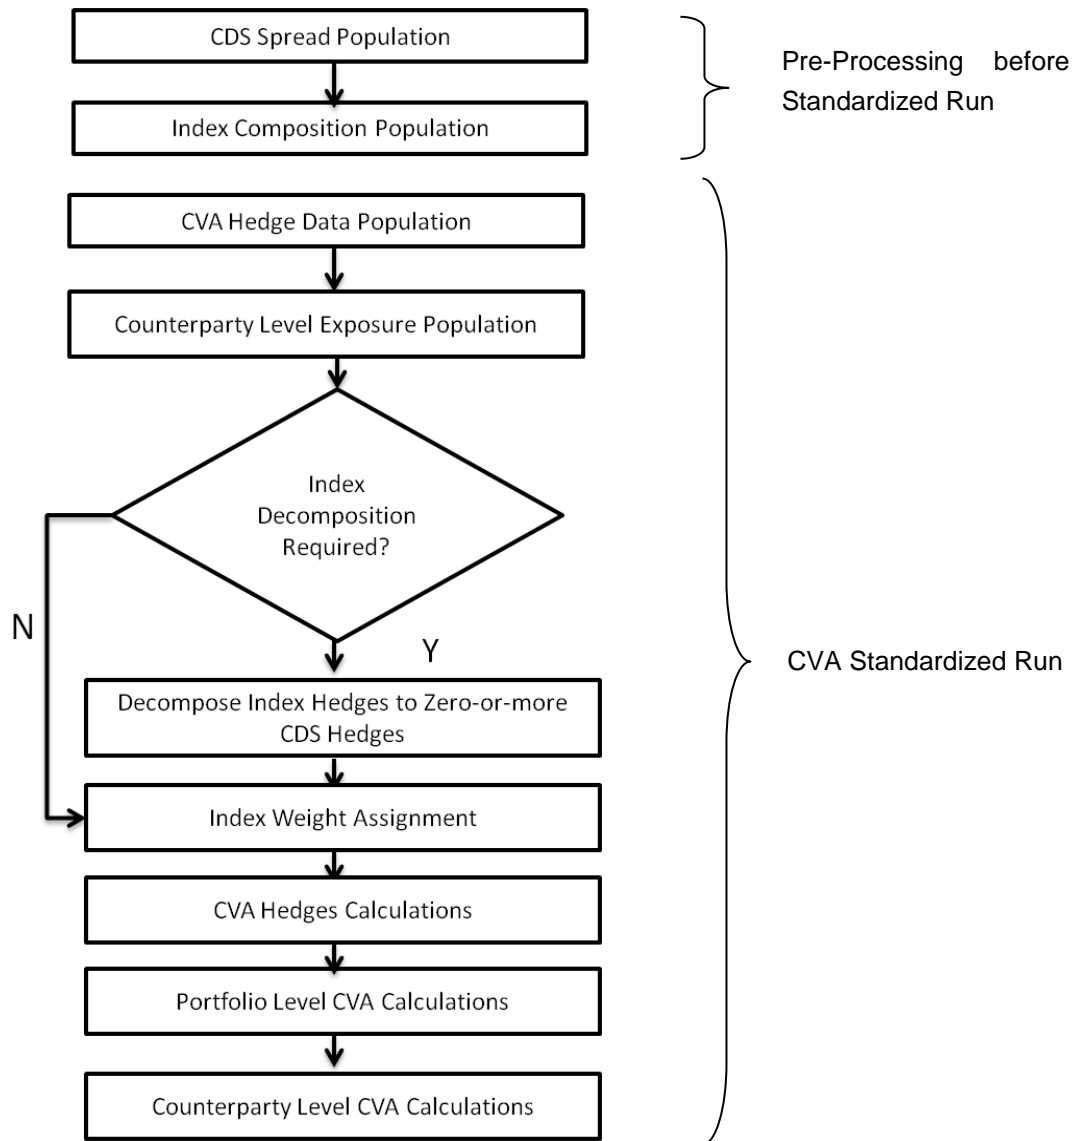 CDS Spread Population
Index Composition Population
Pre-Processing before
Standardized Run
CVA Hedge Data Population
Counterparty Level Exposure Population
Index
Decomposition
Required?
N
Y
Decompose Index Hedges to Zero-or-more
CDS Hedges
Index Weight Assignment
CVA Hedges Calculations
Portfolio Level CVA Calculations
Counterparty Level CVA Calculations
CVA Standardized Run